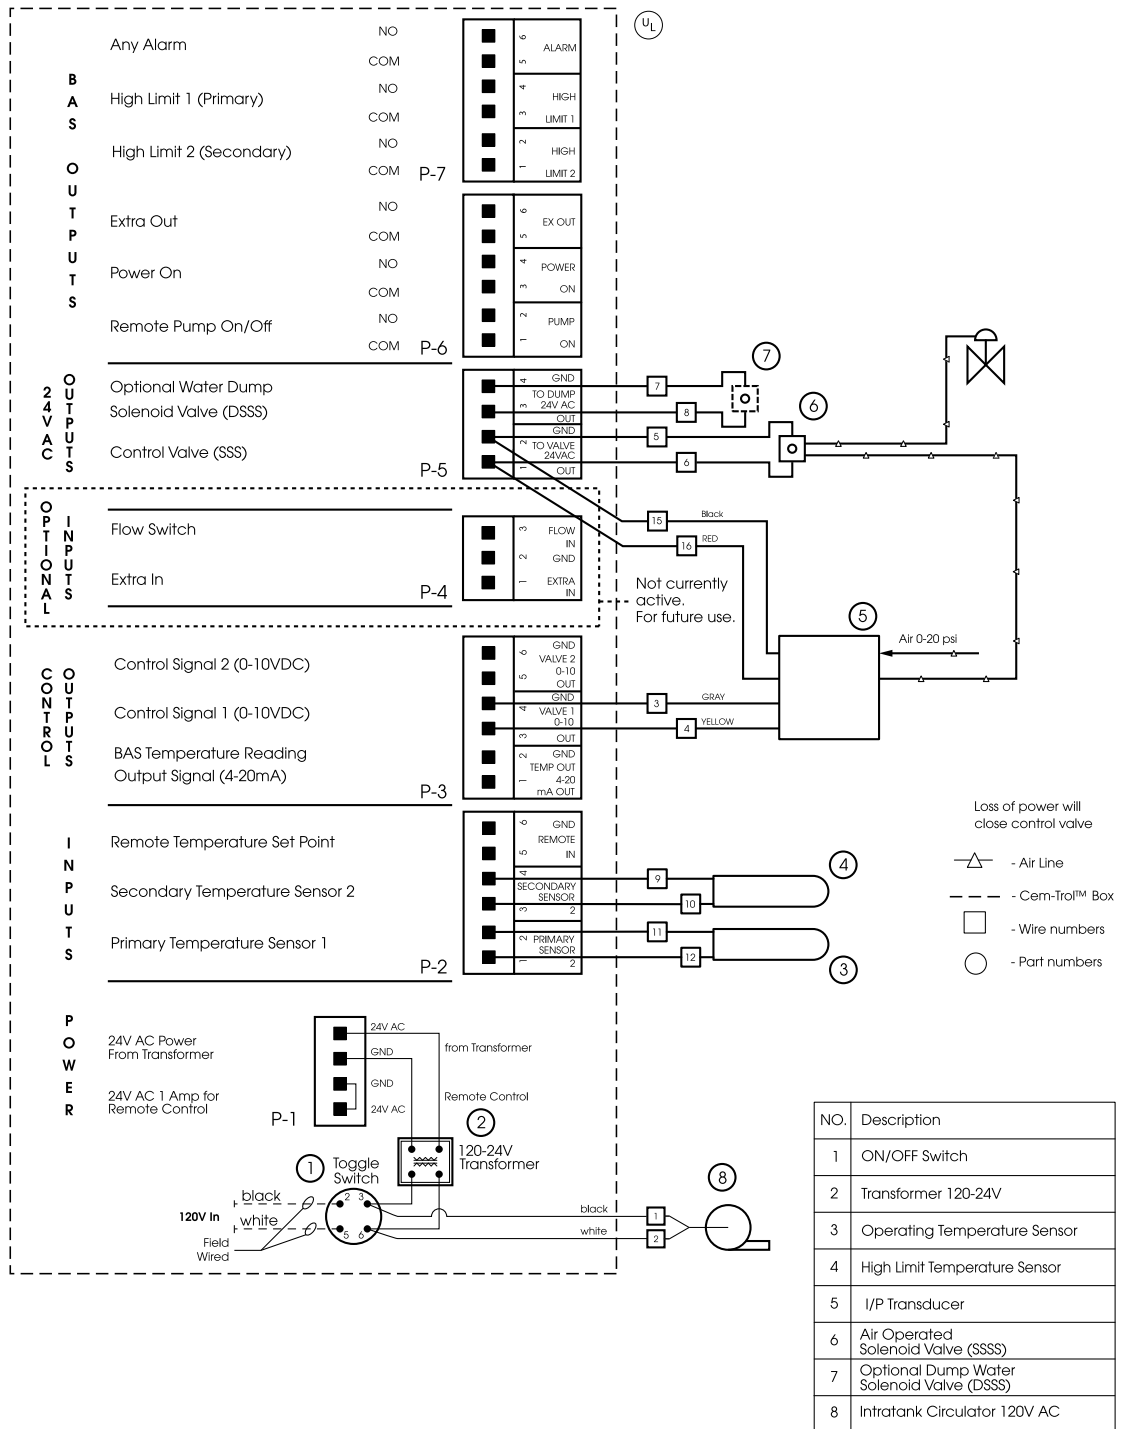 UL
BAS OUTPUTS
Any Alarm
NO
COM
6
5
ALARM
High Limit 1 (Primary)
NO
COM
4
3
HIGH
LIMIT 1
High Limit 2 (Secondary)
NO
COM
P-7
2
1
HIGH
LIMIT 2
Extra Out
NO
COM
6
5
EX OUT
Power On
NO
COM
4
3
POWER
ON
Remote Pump On/Off
NO
COM
P-6
2
1
PUMP
ON
24VAC
OUTPUTS
Optional Water Dump
Solenoid Valve (DSSS)
Control Valve (SSS)
P-5
4
GND
TO DUMP
3
24V AC
OUT
GND
2
TO VALVE
24VAC
1
OUT
7
8
7
5
6
6
OPTIONAL
INPUTS
Flow Switch
Extra In
P-4
3
FLOW
IN
2
GND
1
EXTRA
IN
15
Black
16
RED
Not currently
active.
For future use.
5
Air 0-20 psi
CONTROL
OUTPUTS
Control Signal 2 (0-10VDC)
Control Signal 1 (0-10VDC)
BAS Temperature Reading
Output Signal (4-20mA)
P-3
6
GND
VALVE 2
5
0-10
OUT
GND
4
VALVE 1
0-10
3
OUT
2
GND
TEMP OUT
1
4-20
mA OUT
3
GRAY
4
YELLOW
INPUTS
Remote Temperature Set Point
Secondary Temperature Sensor 2
Primary Temperature Sensor 1
P-2
6
GND
REMOTE
5
IN
4
SECONDARY
SENSOR
3
2
2
PRIMARY
SENSOR
1
2
9
10
4
11
12
3
Loss of power will
close control valve
- Air Line
- Cem-Trol™ Box
- Wire numbers
- Part numbers
POWER
24V AC Power
From Transformer
24V AC 1 Amp for
Remote Control
P-1
24V AC
GND
GND
24V AC
from Transformer
Remote Control
2
120-24V
Transformer
1
Toggle
Switch
2 3
5 6
120V In
black
white
Field
Wired
black
white
1
2
8
NO. Description
1 ON/OFF Switch
2 Transformer 120-24V
3 Operating Temperature Sensor
4 High Limit Temperature Sensor
5 I/P Transducer
6 Air Operated
Solenoid Valve (SSSS)
7 Optional Dump Water
Solenoid Valve (DSSS)
8 Intratank Circulator 120V AC